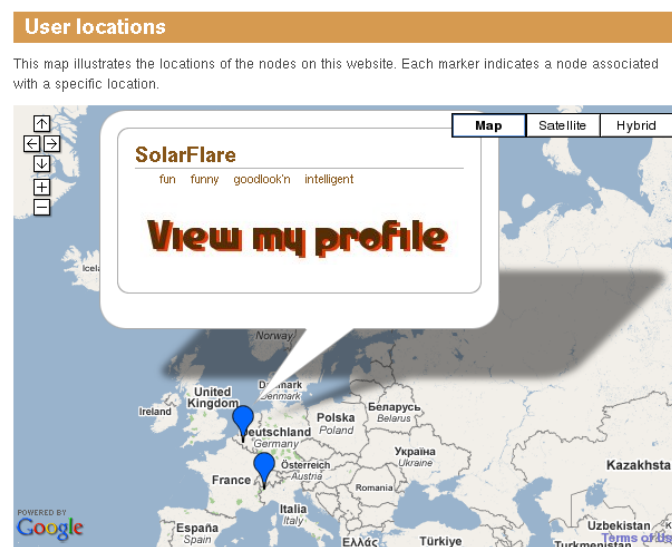 User locations
This map illustrates the locations of the nodes on this website. Each marker indicates a node associated
with a specific location.
Map
Satellite
Hybrid
SolarFlare
fun funny goodlook'n intelligent
View my profile
Norway
United
Kingdom
Denmark
Ireland
Polska
Poland
Беларусь
Belarus
Deutschland
Germany
Україна
Ukraine
Österreich
Austria
France
Kazakhsta
Romania
Italia
Italy
POWERED BY
Google
España
Spain
Ελλάς
Türkiye
Uzbekistan
Turkmenistan
Terms of Us